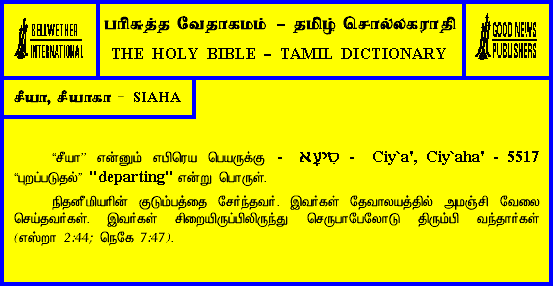 BELLWETHER
INTERNATIONAL
பரிசுத்த வேதாகமம் – தமிழ் சொல்லகராதி
THE HOLY BIBLE – TAMIL DICTIONARY
GOOD NEWS
PUBLISHERS
சீயா, சீயாகா - SIAHA
“சீயா” என்னும் எபிரெய பெயருக்கு - סִיעֲא - Ciy`a', Ciy`aha' - 5517
“புறப்படுதல்” "departing" என்று பொருள்.
நிதனீமியரின் குடும்பத்தை சேர்ந்தவர். இவர்கள் தேவாலயத்தில் அமஞ்சி வேலை
செய்தவர்கள். இவர்கள் சிறையிருப்பிலிருந்து செருபாபேலோடு திரும்பி வந்தார்கள்
(எஸ்றா 2:44; நெகே 7:47).